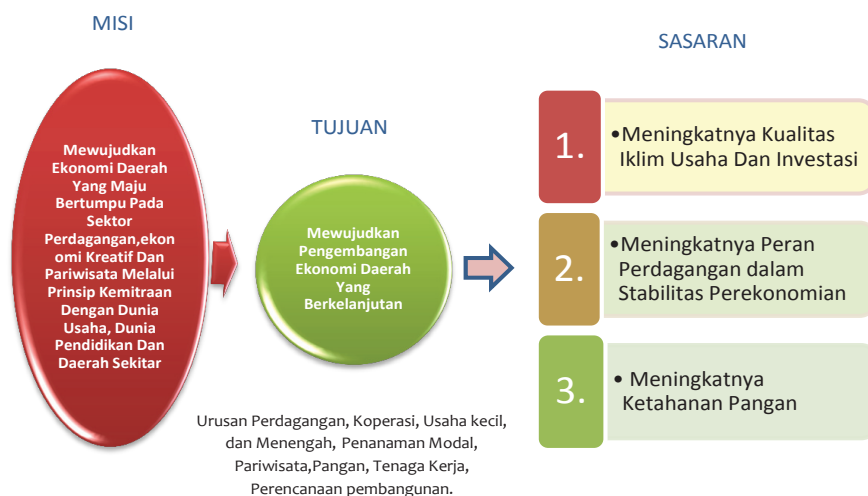 MISI
Mewujudkan
Ekonomi Daerah
Yang Maju
Bertumpu Pada
Sektor
Perdagangan,ekon
omi Kreatif Dan
Pariwisata Melalui
Prinsip Kemitraan
Dengan Dunia
Usaha, Dunia
Pendidikan Dan
Daerah Sekitar
TUJUAN
Mewujudkan
Pengembangan
Ekonomi Daerah
Yang
Berkelanjutan
Urusan Perdagangan, Koperasi, Usaha kecil,
dan Menengah, Penanaman Modal,
Pariwisata,Pangan, Tenaga Kerja,
Perencanaan pembangunan.
SASARAN
1.
•Meningkatnya Kualitas
Iklim Usaha Dan Investasi
2.
•Meningkatnya Peran
Perdagangan dalam
Stabilitas Perekonomian
3.
• Meningkatnya
Ketahanan Pangan